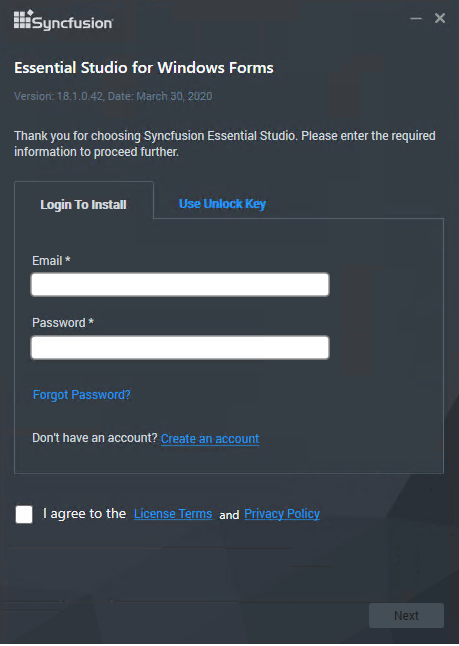 Syncfusion
Essential Studio for Windows Forms
Version: 18.1.0.42, Date: March 30, 2020
Thank you for choosing Syncfusion Essential Studio. Please enter the required
information to proceed further.
Login To Install
Use Unlock Key
Email *
Password *
Forgot Password?
Don't have an account? Create an account
I agree to the License Terms and Privacy Policy
Next